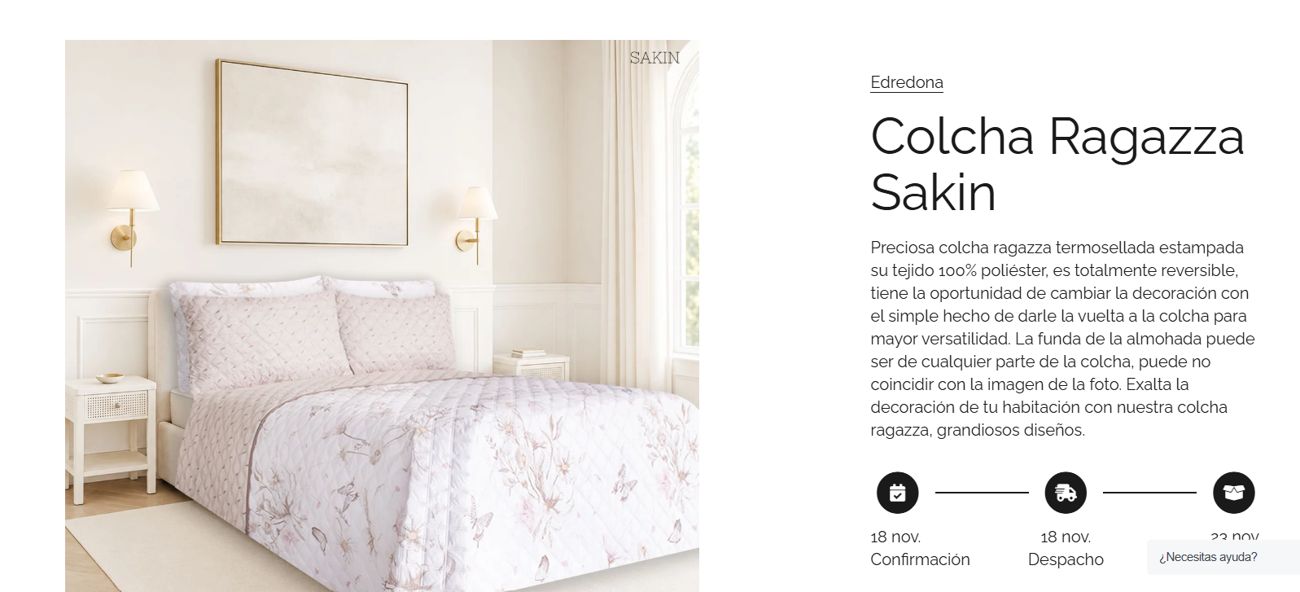 SAKIN
Edredona
Colcha Ragazza
Sakin
Preciosa colcha ragazza termosellada estampada
su tejido 100% poliéster, es totalmente reversible,
tiene la oportunidad de cambiar la decoración con
el simple hecho de darle la vuelta a la colcha para
mayor versatilidad. La funda de la almohada puede
ser de cualquier parte de la colcha, puede no
coincidir con la imagen de la foto. Exalta la
decoración de tu habitación con nuestra colcha
ragazza, grandiosos diseños.
18 nov.
Confirmación
18 nov.
Despacho
23 nov.
¿Necesitas ayuda?